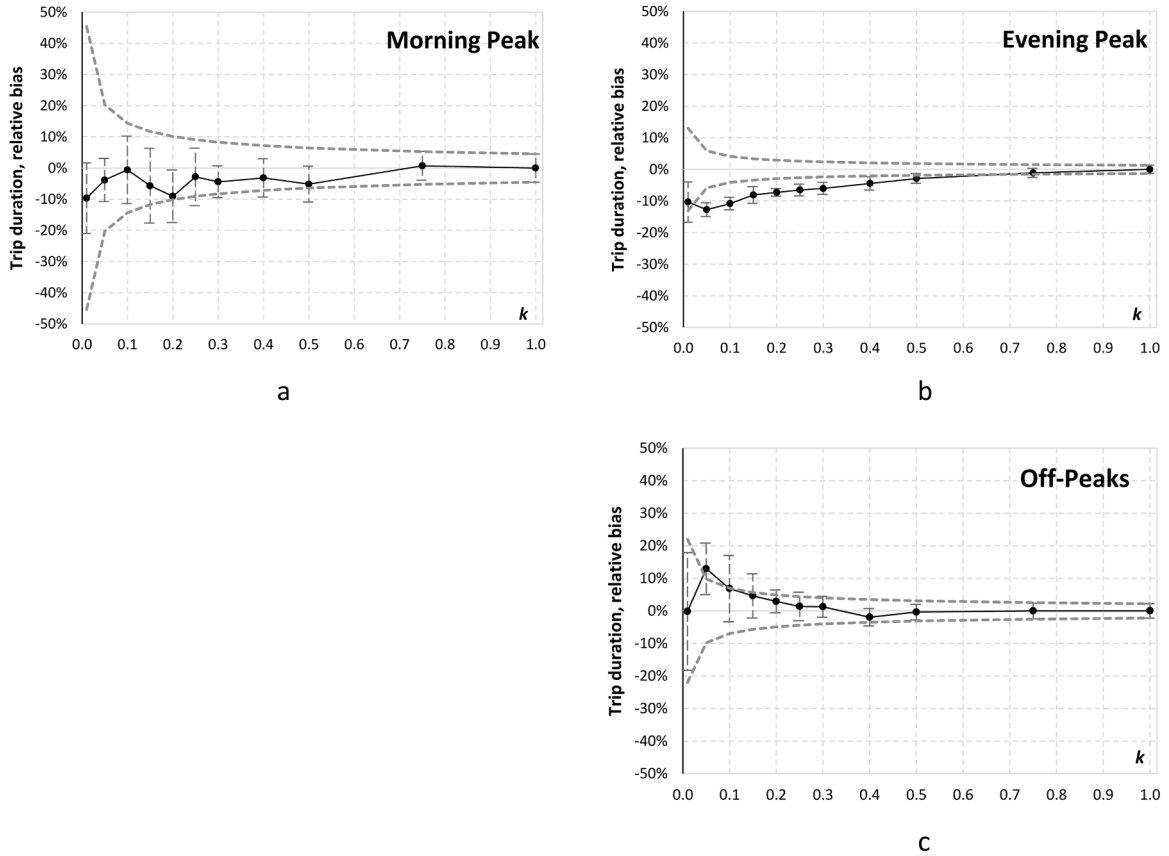 Morning Peak
Trip duration, relative bias
50%
40%
30%
20%
10%
0%
-10%
-20%
-30%
-40%
-50%
k
0.0 0.1 0.2 0.3 0.4 0.5 0.6 0.7 0.8 0.9 1.0
a
Evening Peak
Trip duration, relative bias
50%
40%
30%
20%
10%
0%
-10%
-20%
-30%
-40%
-50%
k
0.0 0.1 0.2 0.3 0.4 0.5 0.6 0.7 0.8 0.9 1.0
b
Off-Peaks
Trip duration, relative bias
50%
40%
30%
20%
10%
0%
-10%
-20%
-30%
-40%
-50%
k
0.0 0.1 0.2 0.3 0.4 0.5 0.6 0.7 0.8 0.9 1.0
c